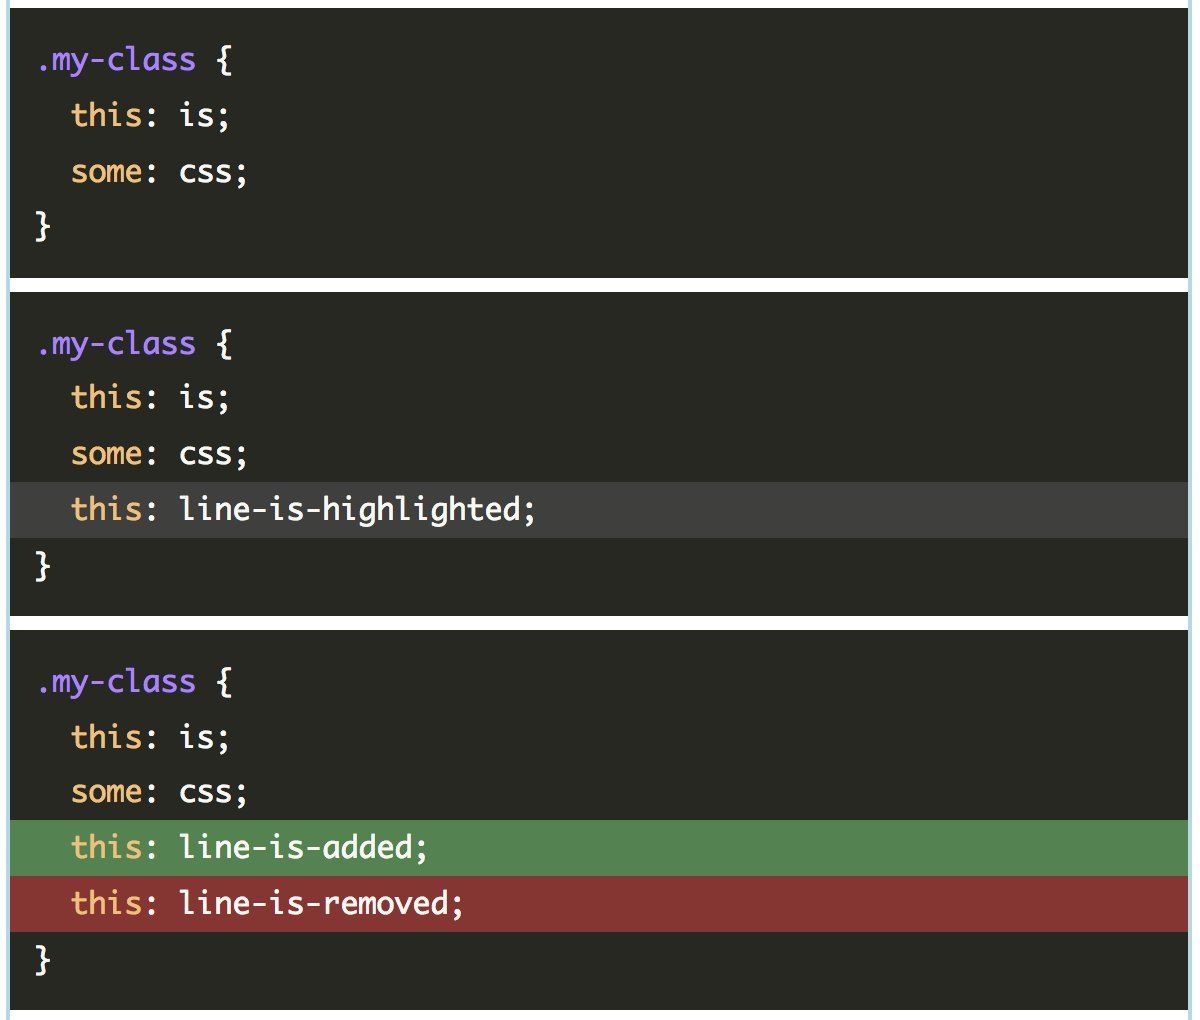 .my-class {
  this: is;
  some: css;
}
.my-class {
  this: is;
  some: css;
  this: line-is-highlighted;
}
.my-class {
  this: is;
  some: css;
  this: line-is-added;
  this: line-is-removed;
}